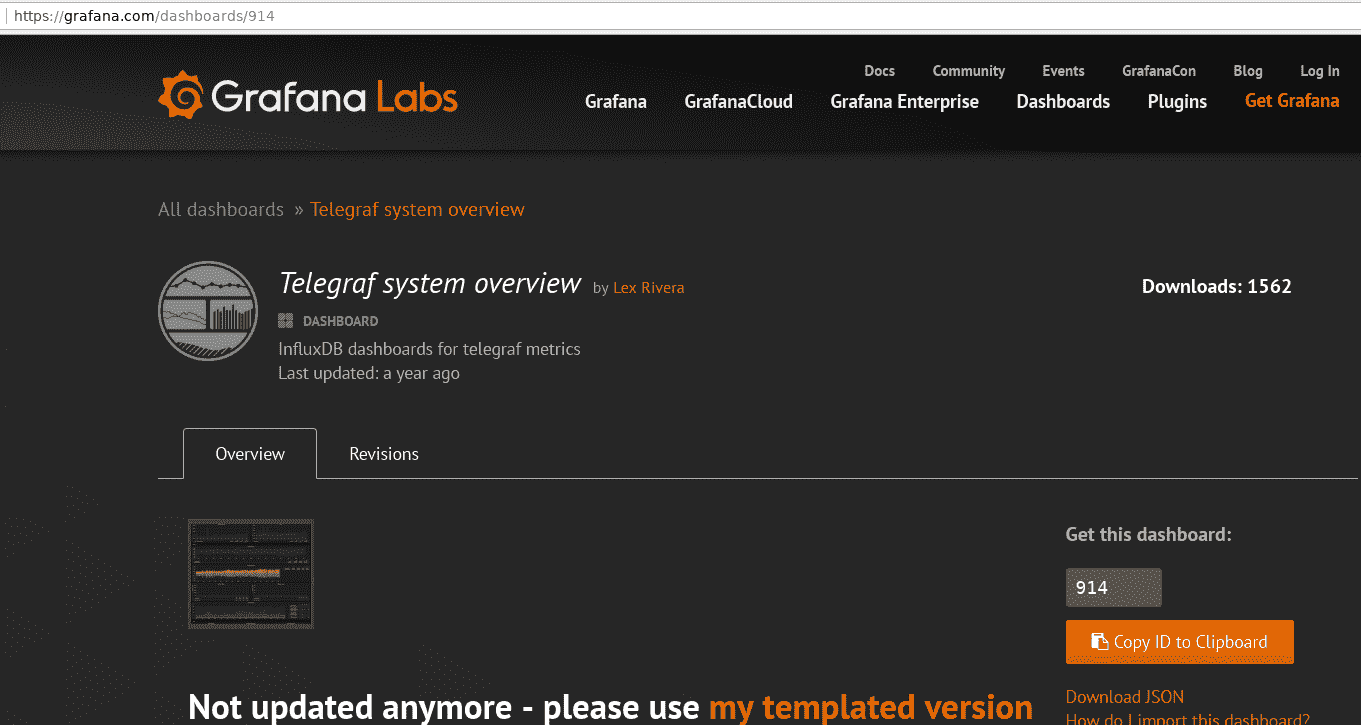 https://grafana.com/dashboards/914
Docs Community Events GrafanaCon Blog Log In
Grafana Labs
Grafana GrafanaCloud Grafana Enterprise Dashboards Plugins Get Grafana
All dashboards » Telegraf system overview
Telegraf system overview by Lex Rivera
Downloads: 1562
DASHBOARD
InfluxDB dashboards for telegraf metrics
Last updated: a year ago
Overview Revisions
Get this dashboard:
914
Copy ID to Clipboard
Not updated anymore - please use my templated version
Download JSON
How do I import this dashboard?